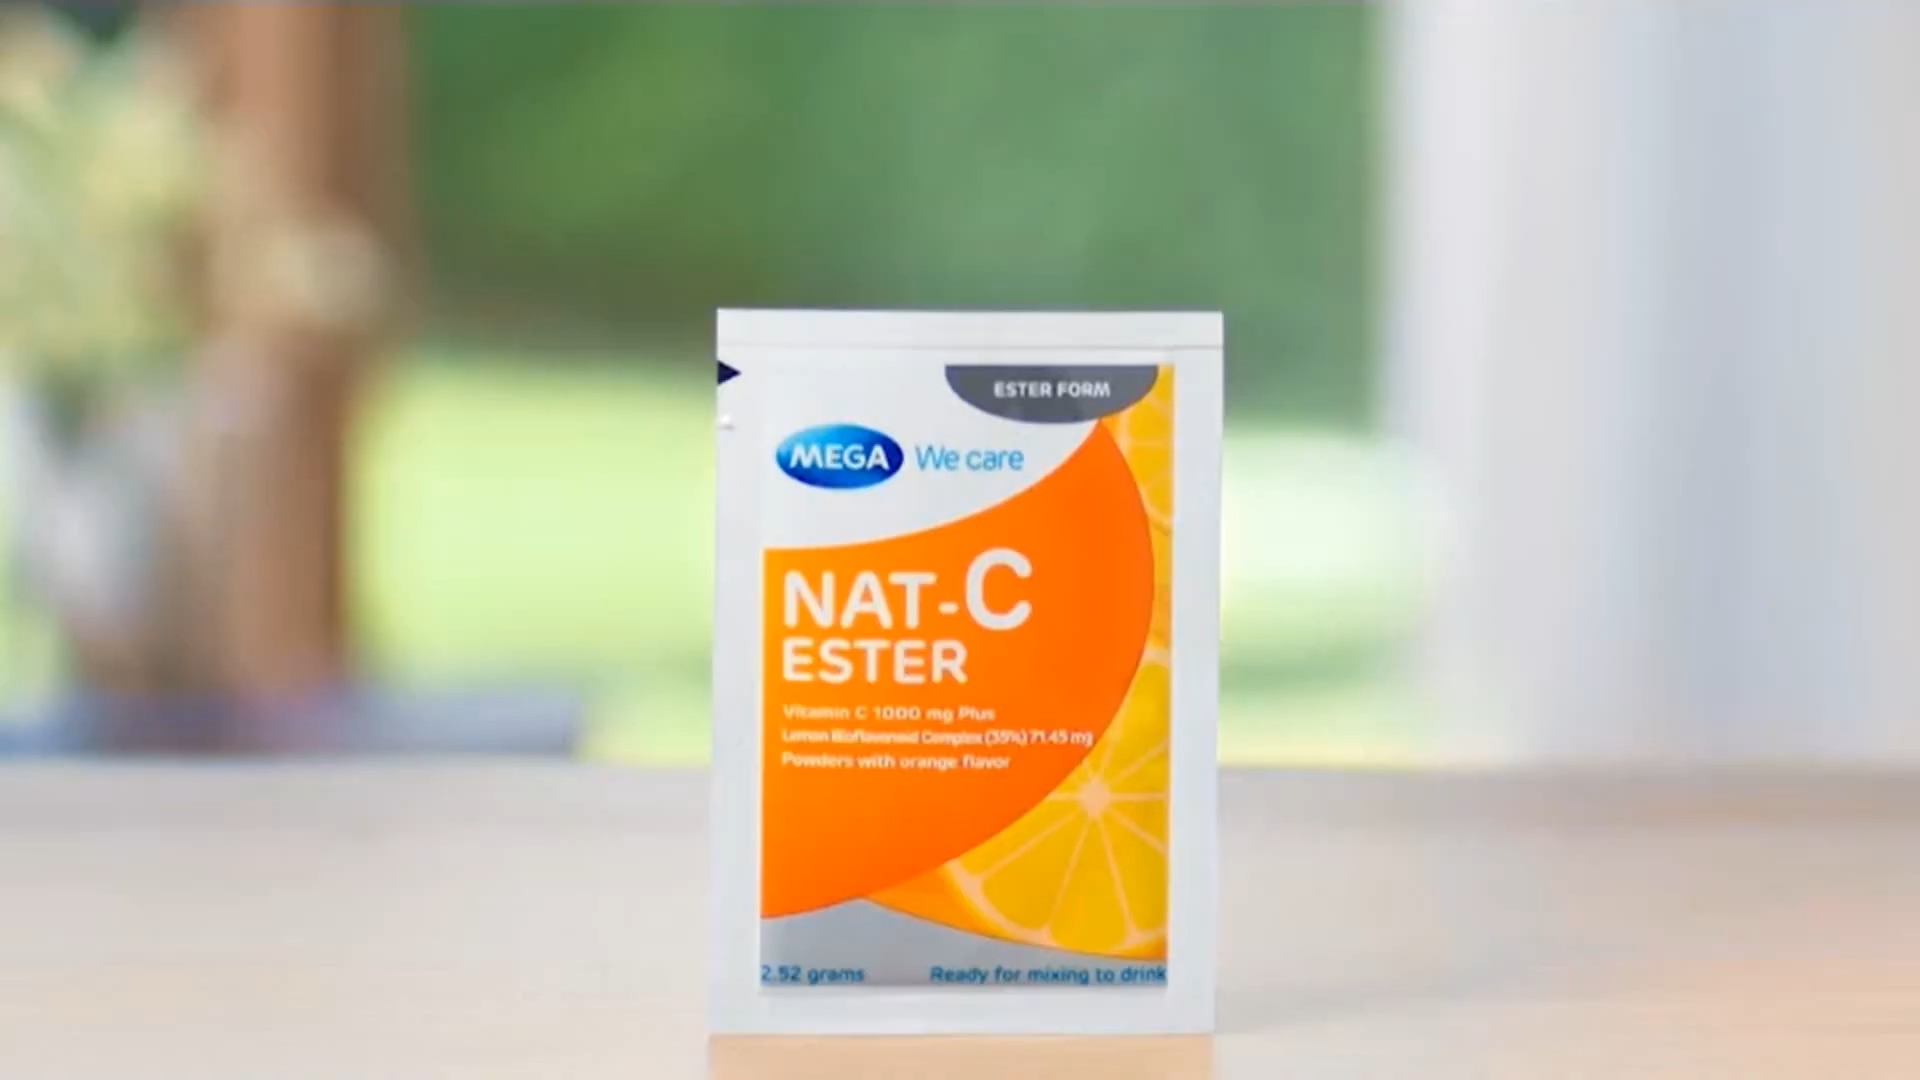 ESTER FORM
MEGA We care
NAT-C
ESTER
Vitamin C 1000 mg Plus
Lemon Bioflavonoid Complex (35%) 71.45 mg
Powders with orange flavor
2.52 grams Ready for mixing to drink